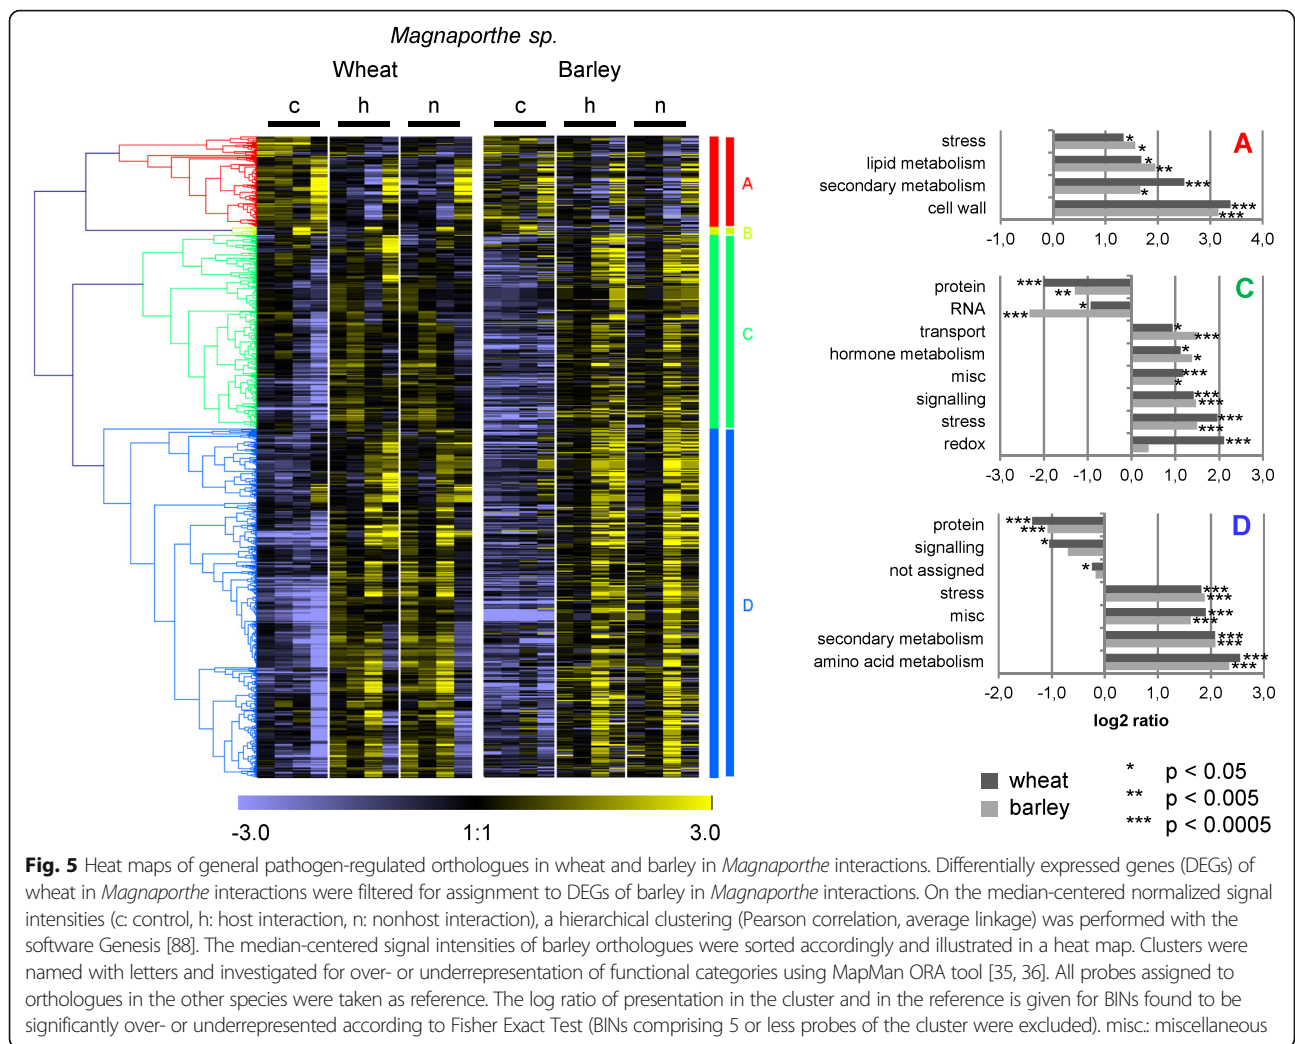 Magnaporthe sp.
Wheat
Barley
c
h
n
c
h
n
A
B
C
D
-3.0
1:1
3.0
stress
lipid metabolism
secondary metabolism
cell wall
*
*
*
**
***
*
***
***
A
-1,0 0,0 1,0 2,0 3,0 4,0
protein
RNA
transport
hormone metabolism
misc
signalling
stress
redox
***
**
*
***
*
***
*
*
***
*
***
***
***
***
***
C
-3,0 -2,0 -1,0 0,0 1,0 2,0 3,0
protein
signalling
not assigned
stress
misc
secondary metabolism
amino acid metabolism
***
***
*
*
***
***
***
***
***
***
***
***
D
-2,0 -1,0 0,0 1,0 2,0 3,0
log2 ratio
wheat
barley
* p < 0.05
** p < 0.005
*** p < 0.0005
Fig. 5 Heat maps of general pathogen-regulated orthologues in wheat and barley in Magnaporthe interactions. Differentially expressed genes (DEGs) of
wheat in Magnaporthe interactions were filtered for assignment to DEGs of barley in Magnaporthe interactions. On the median-centered normalized signal
intensities (c: control, h: host interaction, n: nonhost interaction), a hierarchical clustering (Pearson correlation, average linkage) was performed with the
software Genesis [88]. The median-centered signal intensities of barley orthologues were sorted accordingly and illustrated in a heat map. Clusters were
named with letters and investigated for over- or underrepresentation of functional categories using MapMan ORA tool [35, 36]. All probes assigned to
orthologues in the other species were taken as reference. The log ratio of presentation in the cluster and in the reference is given for BINs found to be
significantly over- or underrepresented according to Fisher Exact Test (BINs comprising 5 or less probes of the cluster were excluded). misc.: miscellaneous